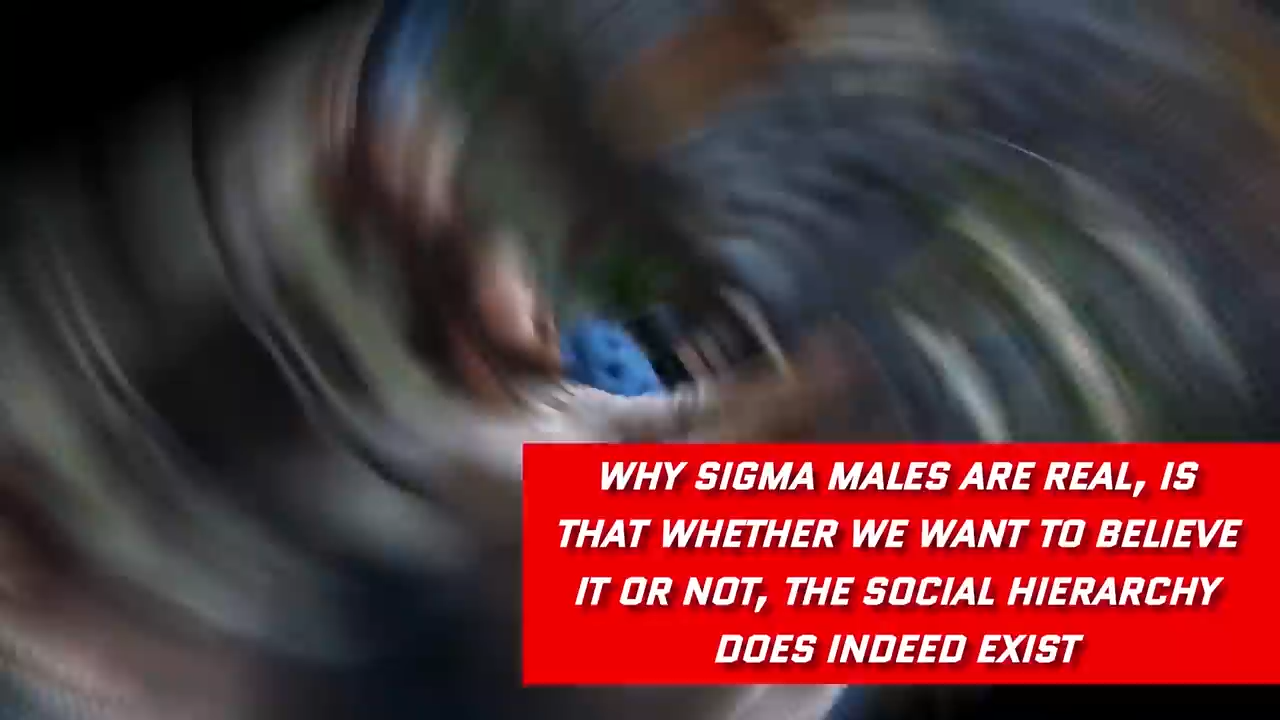 WHY SIGMA MALES ARE REAL, IS
THAT WHETHER WE WANT TO BELIEVE
IT OR NOT, THE SOCIAL HIERARCHY
DOES INDEED EXIST